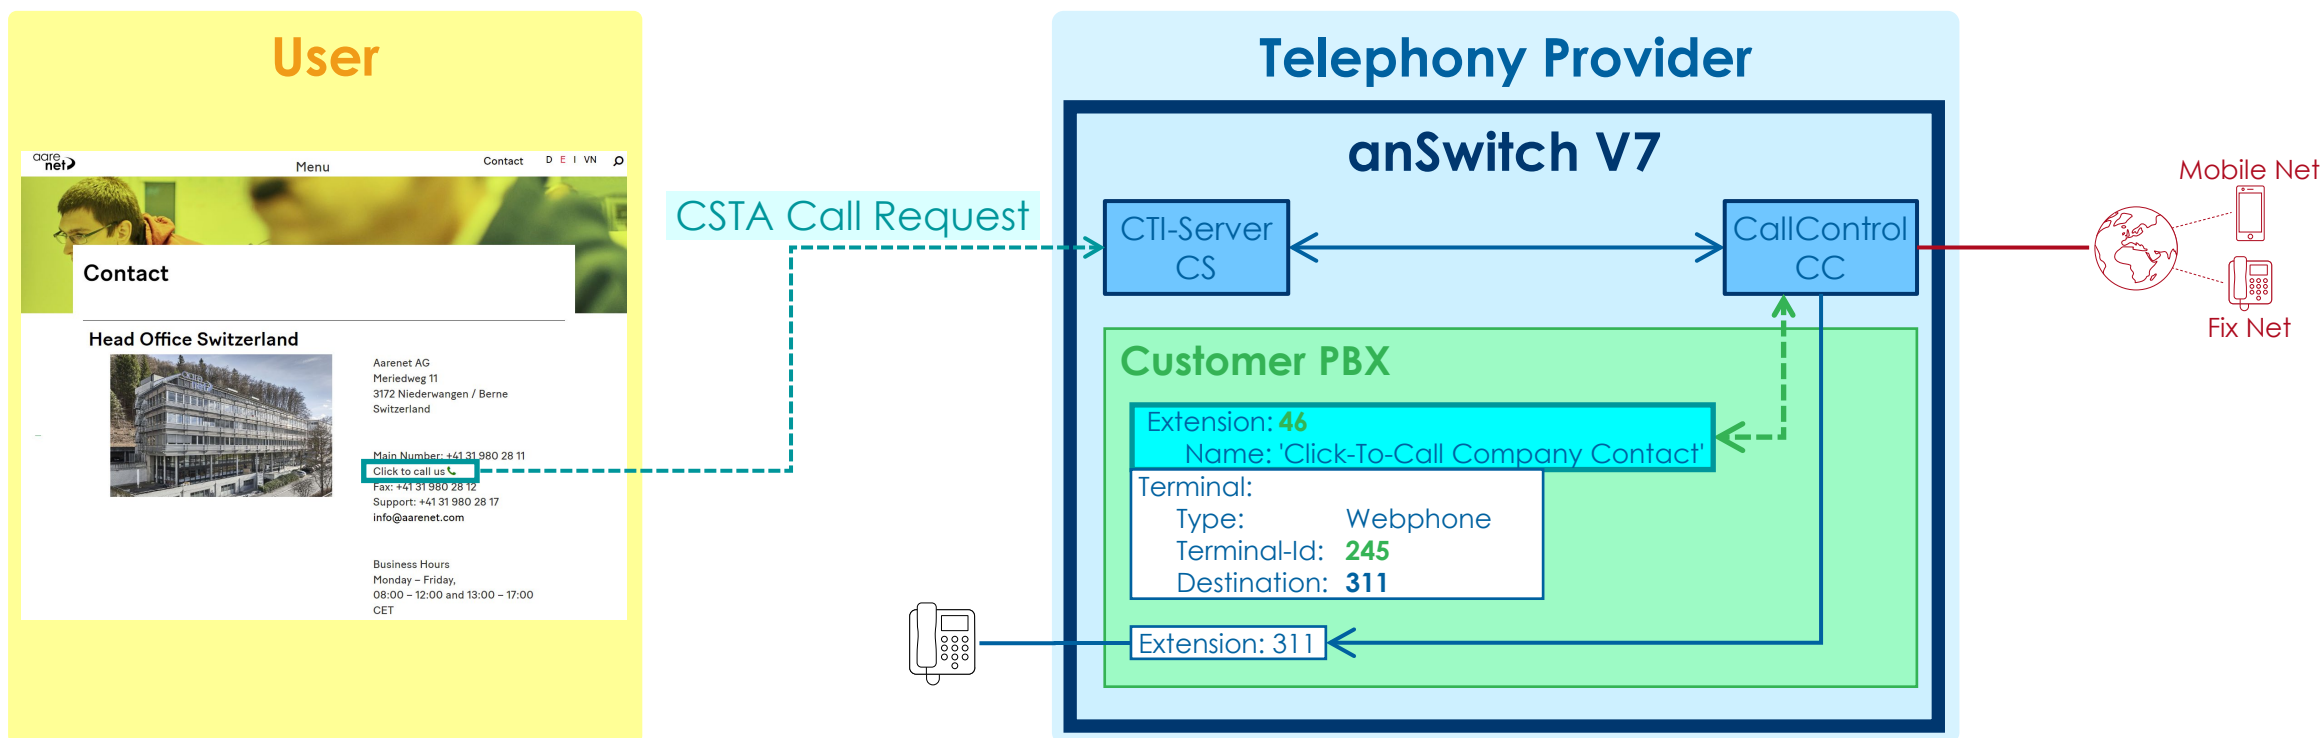 User
aare
net
Menu
Contact
D E I VN
Contact
Head Office Switzerland
Aarenet AG
Meriedweg 11
3172 Niederwangen / Berne
Switzerland
Main Number: +41 31 980 28 11
Click to call us
Fax: +41 31 980 28 12
Support: +41 31 980 28 17
info@aarenet.com
Business Hours
Monday – Friday,
08:00 – 12:00 and 13:00 – 17:00
CET
CSTA Call Request
Telephony Provider
anSwitch V7
CTI-Server
CS
CallControl
CC
Customer PBX
Extension: 46
Name: 'Click-To-Call Company Contact'
Terminal:
Type: Webphone
Terminal-Id: 245
Destination: 311
Extension: 311
Mobile Net
Fix Net